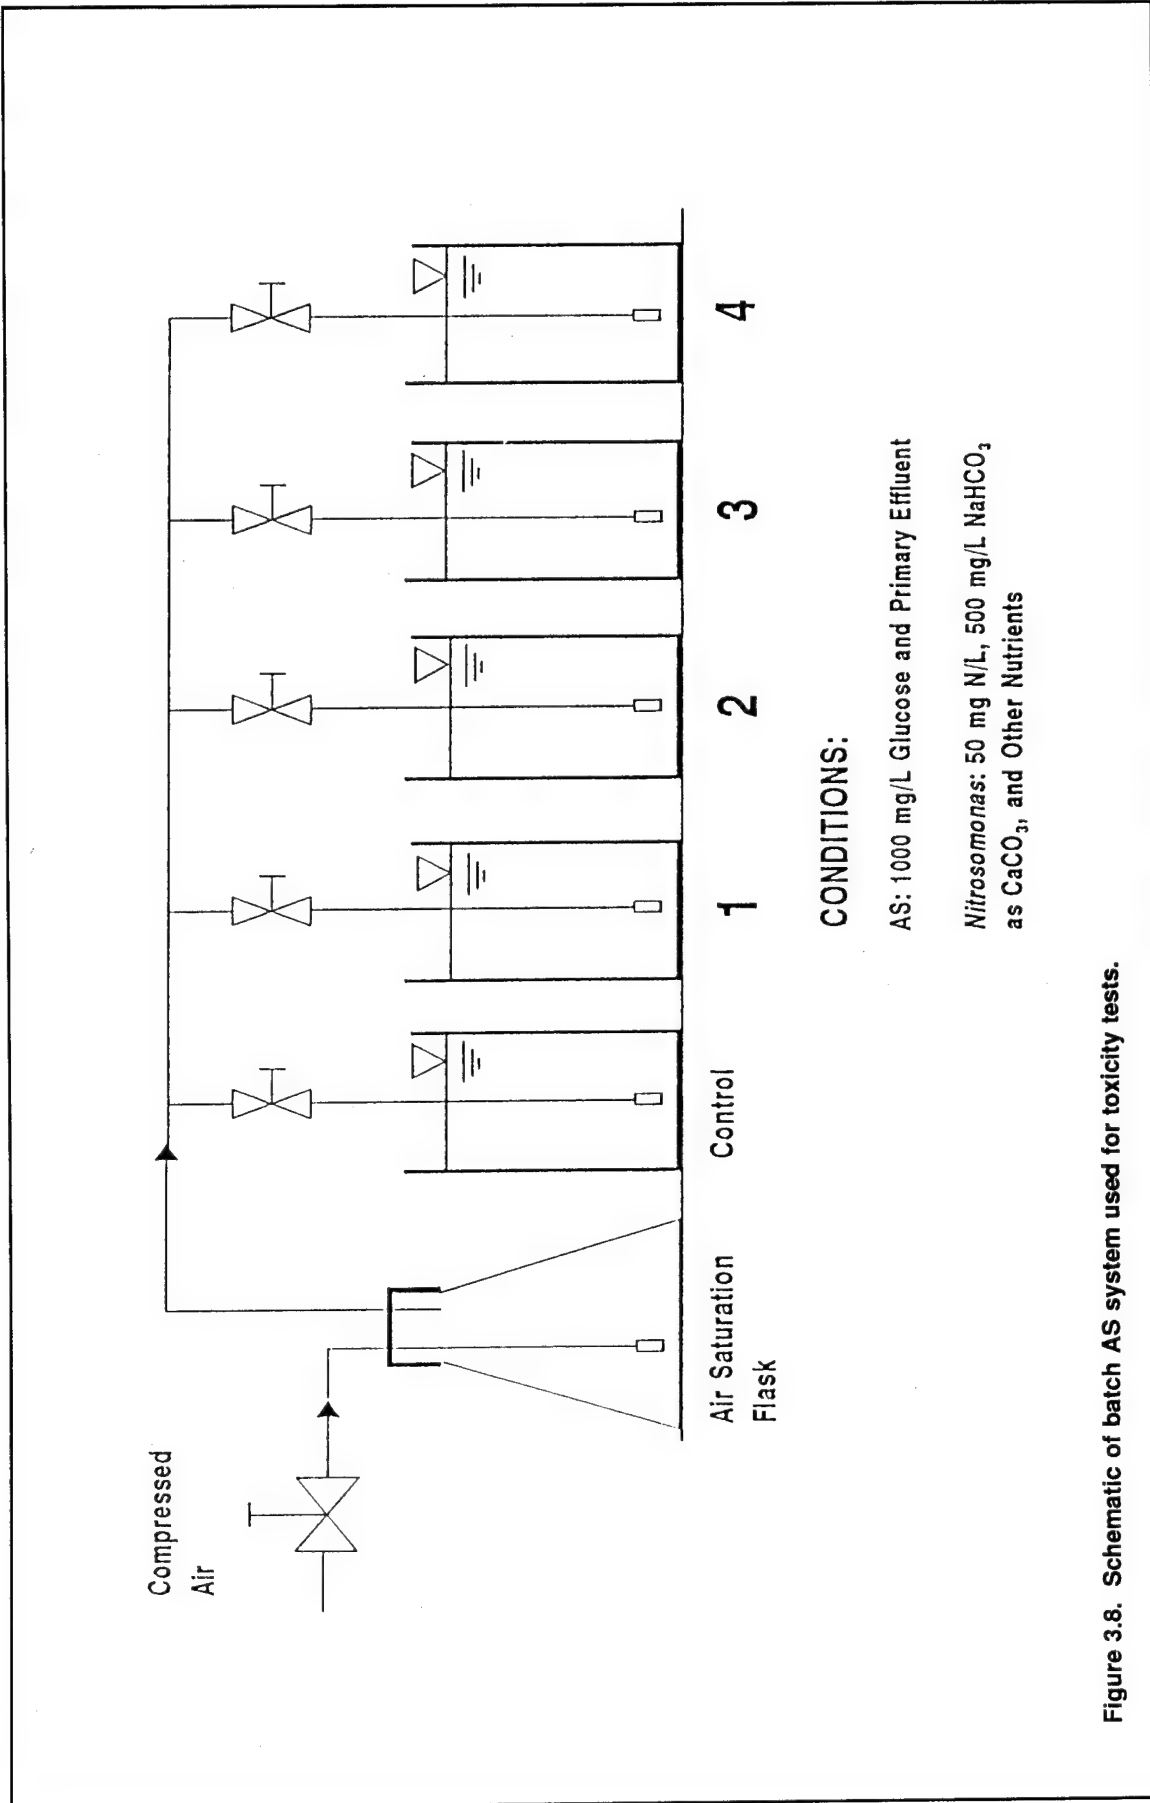 Compressed
Air
Air Saturation
Flask
Control
1
2
3
4
CONDITIONS:
AS: 1000 mg/L Glucose and Primary Effluent
Nitrosomonas: 50 mg N/L, 500 mg/L NaHCO₃
as CaCO₃, and Other Nutrients
Figure 3.8. Schematic of batch AS system used for toxicity tests.